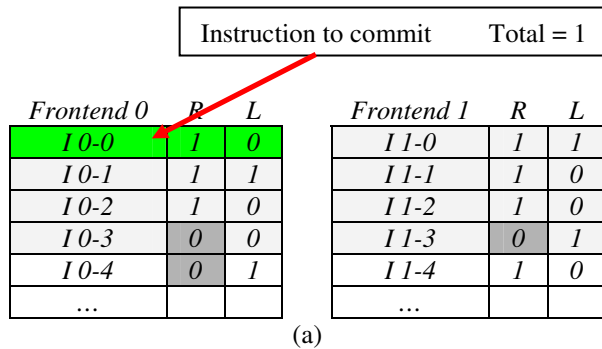 Instruction to commit Total = 1
Frontend 0 R L Frontend 1 R L
I 0-0 1 0 I 1-0 1 1
I 0-1 1 1 I 1-1 1 0
I 0-2 1 0 I 1-2 1 0
I 0-3 0 0 I 1-3 0 1
I 0-4 0 1 I 1-4 1 0
... ...
(a)